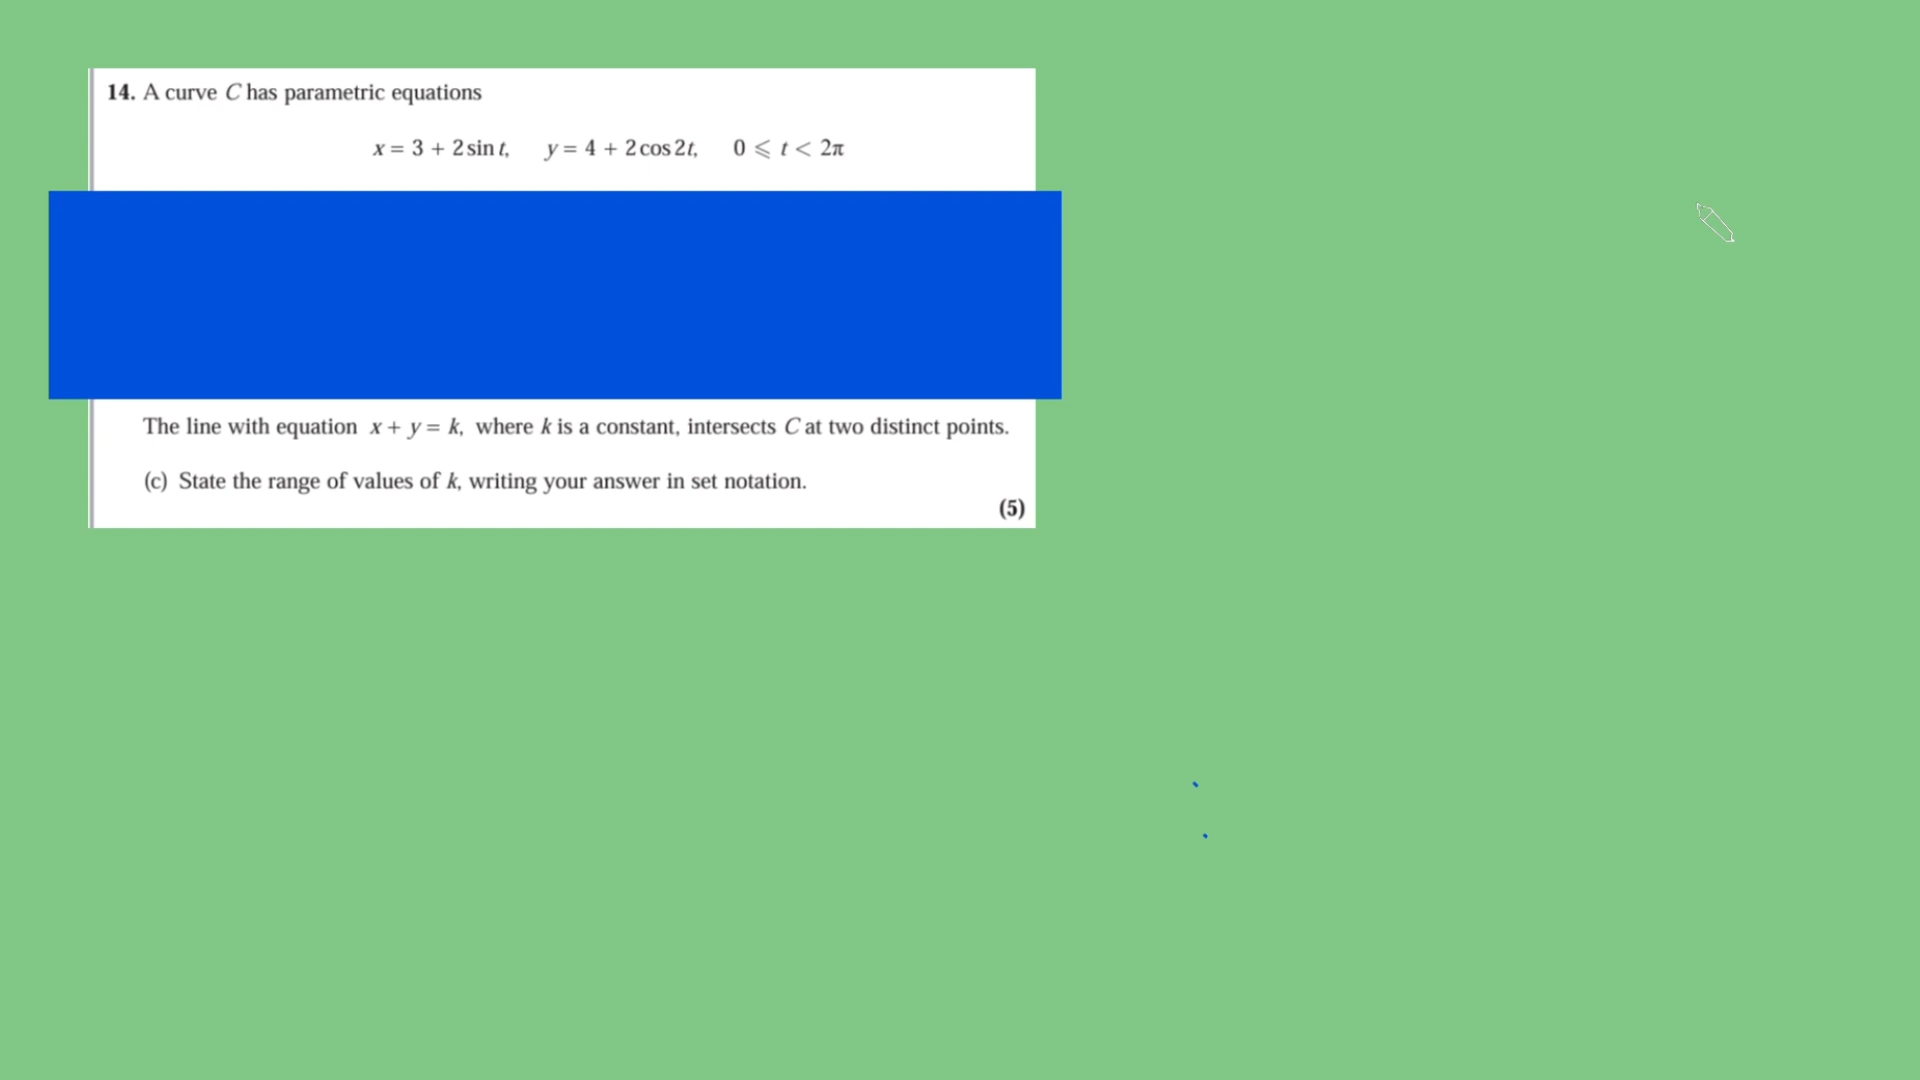 14. A curve C has parametric equations
x = 3 + 2 sin t,    y = 4 + 2 cos 2t,    0 ⩽ t < 2π
The line with equation x + y = k, where k is a constant, intersects C at two distinct points.
(c) State the range of values of k, writing your answer in set notation.
(5)